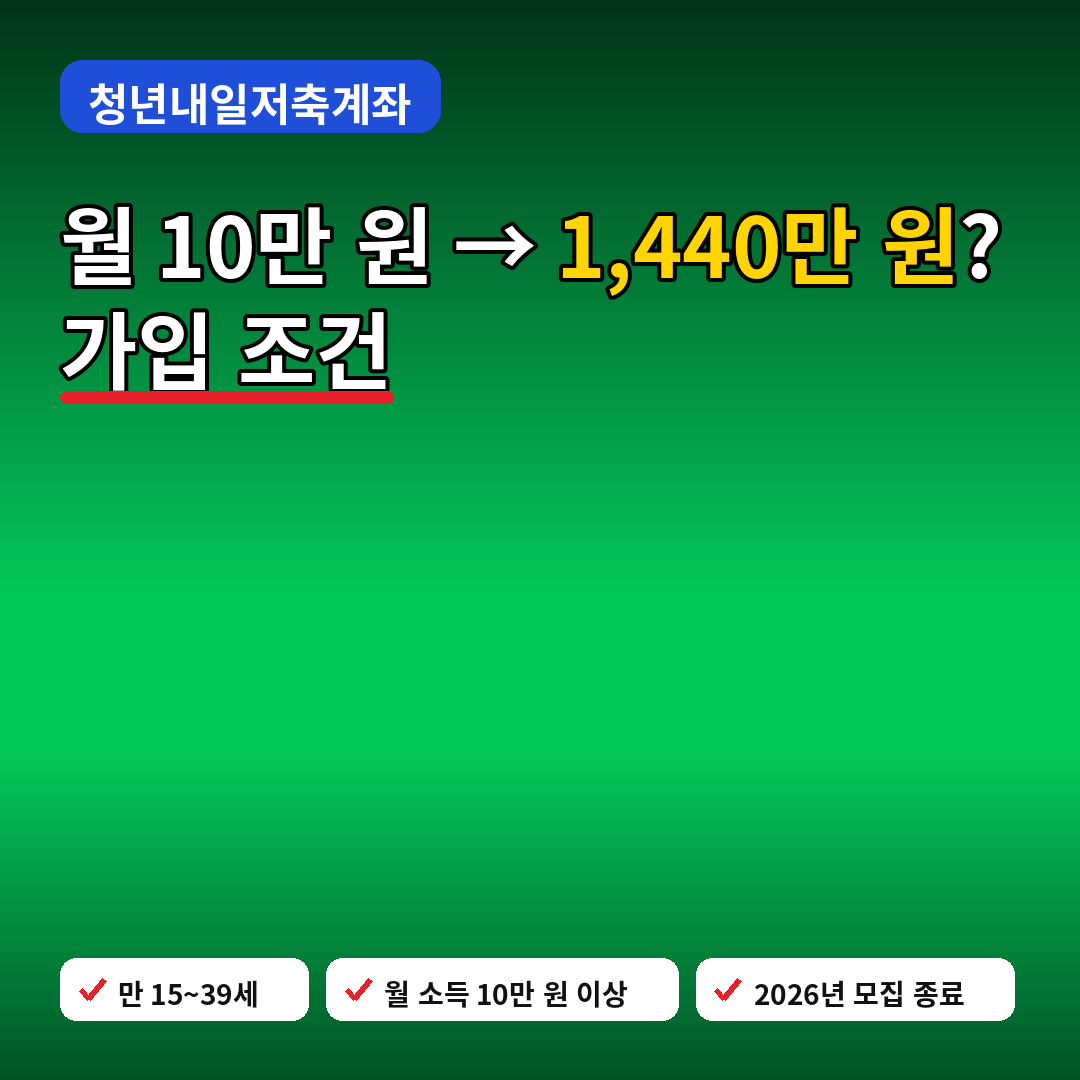 청년내일저축계좌
월 10만 원 → 1,440만 원?
가입 조건
만 15~39세
월 소득 10만 원 이상
2026년 모집 종료